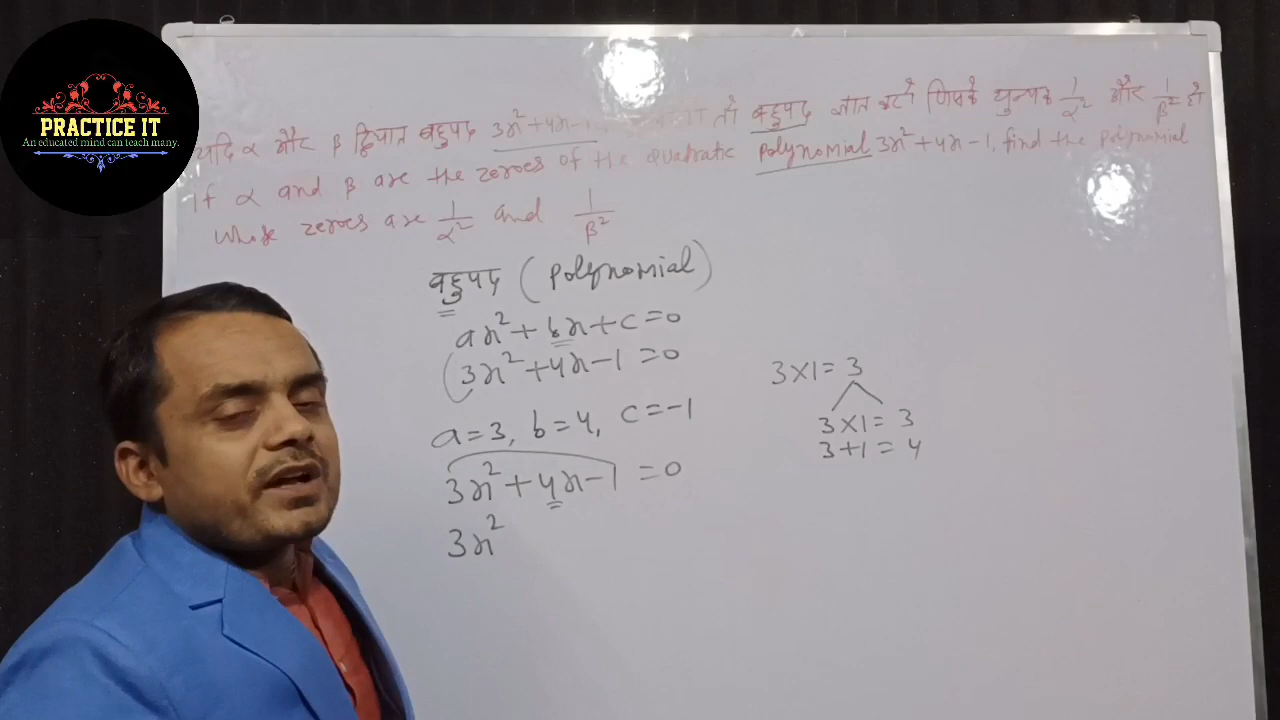 PRACTICE IT
An educated mind can teach many.
यदि α और β द्विघात बहुपद 3x²+4x-1 तो बहुपद ज्ञात करो जिसके शून्यक 1/α² और 1/β² हो
If α and β are the zeroes of the quadratic polynomial 3x²+4x-1, find the polynomial
whose zeroes are 1/α² and 1/β²
बहुपद (polynomial)
ax²+bx+c=0
(3x²+4x-1=0
a=3, b=4, c=-1
3x²+4x-1=0
3x²
3×1=3
3×1=3
3+1=4